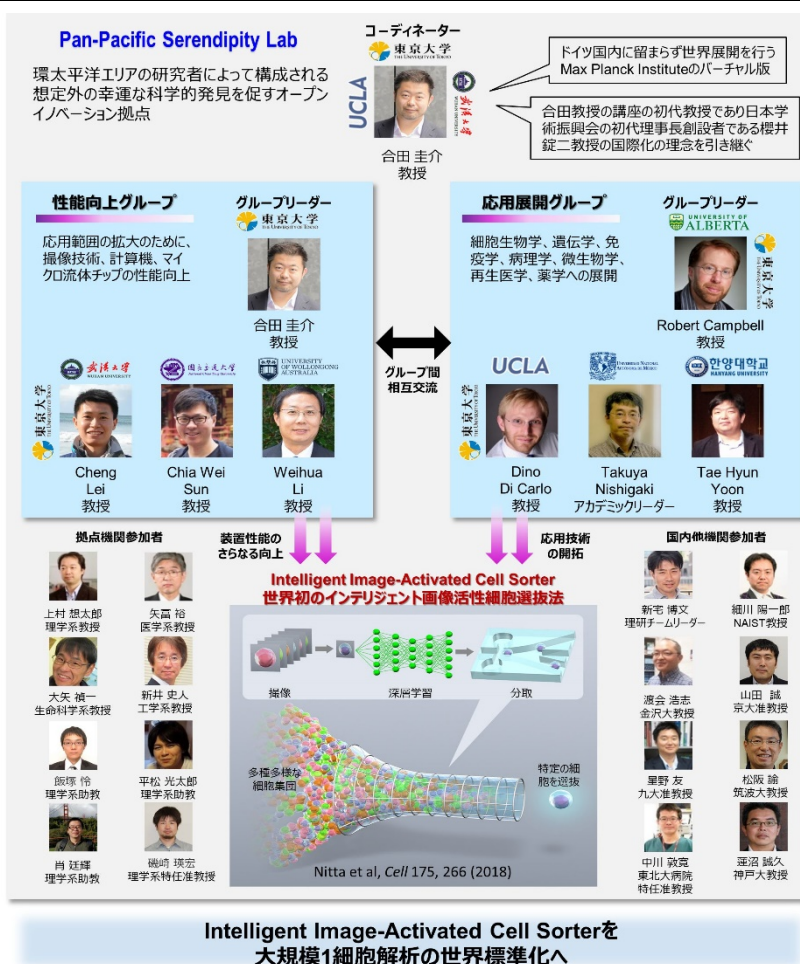 Pan-Pacific Serendipity Lab
環太平洋エリアの研究者によって構成される
想定外の幸運な科学的発見を促すオープン
イノベーション拠点
コーディネーター
東京大学
THE UNIVERSITY OF TOKYO
UCLA
武漢大学
合田 圭介
教授
ドイツ国内に留まらず世界展開を行う
Max Planck Instituteのバーチャル版
合田教授の講座の初代教授であり日本学
術振興会の初代理事長創設者である櫻井
錠二教授の国際化の理念を引き継ぐ
性能向上グループ
応用範囲の拡大のために、
撮像技術、計算機、マイ
クロ流体チップの性能向上
グループリーダー
東京大学
THE UNIVERSITY OF TOKYO
合田 圭介
教授
武漢大学
WUHAN UNIVERSITY
東京大学
Cheng
Lei
教授
國立交通大學
Chia Wei
Sun
教授
UNIVERSITY
OF WOLLONGONG
AUSTRALIA
Weihua
Li
教授
グループ間
相互交流
応用展開グループ
細胞生物学、遺伝学、免
疫学、病理学、微生物学、
再生医学、薬学への展開
グループリーダー
UNIVERSITY OF
ALBERTA
東京大学
Robert Campbell
教授
UCLA
東京大学
Dino
Di Carlo
教授
Takuya
Nishigaki
アカデミックリーダー
한양대학교
HANYANG UNIVERSITY
Tae Hyun
Yoon
教授
拠点機関参加者
上村 想太郎
理学系教授
矢冨 裕
医学系教授
大矢 禎一
生命科学系教授
新井 史人
工学系教授
飯塚 怜
理学系助教
平松 光太郎
理学系助教
肖 廷輝
理学系助教
磯崎 瑛宏
理学系特任准教授
装置性能の
さらなる向上
応用技術
の開拓
Intelligent Image-Activated Cell Sorter
世界初のインテリジェント画像活性細胞選抜法
撮像
深層学習
分取
多種多様な
細胞集団
特定の細
胞を選抜
Nitta et al, Cell 175, 266 (2018)
国内他機関参加者
新宅 博文
理研チームリーダー
細川 陽一郎
NAIST教授
渡会 浩志
金沢大教授
山田 誠
京大准教授
星野 友
九大准教授
松阪 諭
筑波大教授
中川 敦寛
東北大病院
特任准教授
蓮沼 誠久
神戸大教授
Intelligent Image-Activated Cell Sorterを
大規模1細胞解析の世界標準化へ